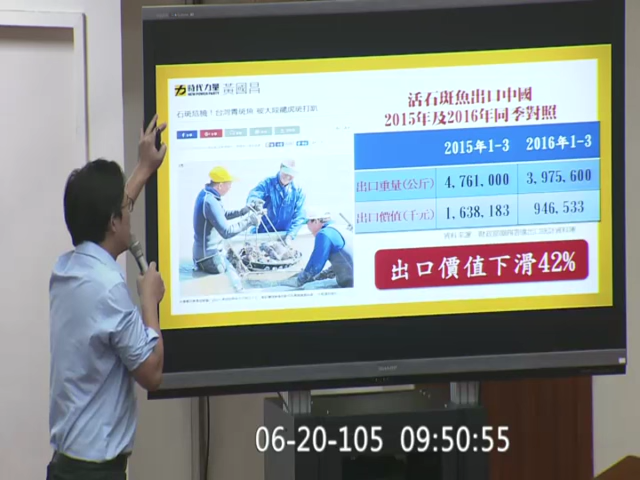 時代力量 黃國昌
NEW POWER PARTY
活石斑魚出口中國
2015年及2016年同季對照
2015年1-3 2016年1-3
出口重量(公斤) 4,761,000 3,975,600
出口價值(千元) 1,638,183 946,533
出口價值下滑42%
SHARP
06-20-105 09:50:55